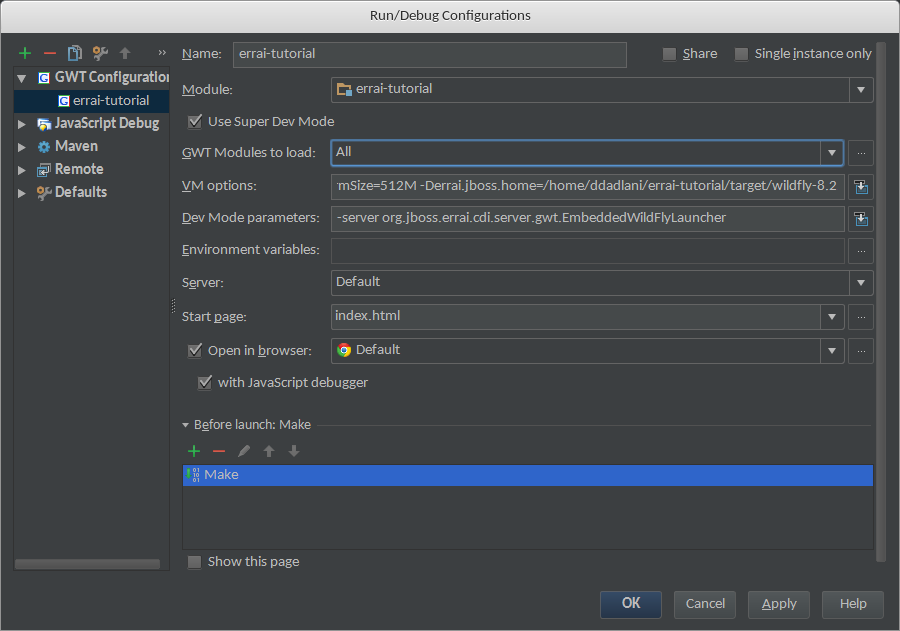 Run/Debug Configurations
Name: errai-tutorial Share Single instance only
GWT Configuration
errai-tutorial
JavaScript Debug
Maven
Remote
Defaults
Module: errai-tutorial
Use Super Dev Mode
GWT Modules to load: All ...
VM options: mSize=512M -Derrai.jboss.home=/home/ddadlani/errai-tutorial/target/wildfly-8.2
Dev Mode parameters: -server org.jboss.errai.cdi.server.gwt.EmbeddedWildFlyLauncher
Environment variables: ...
Server: Default
Start page: index.html ...
Open in browser: Default ...
with JavaScript debugger
Before launch: Make
Make
Show this page
OK Cancel Apply Help